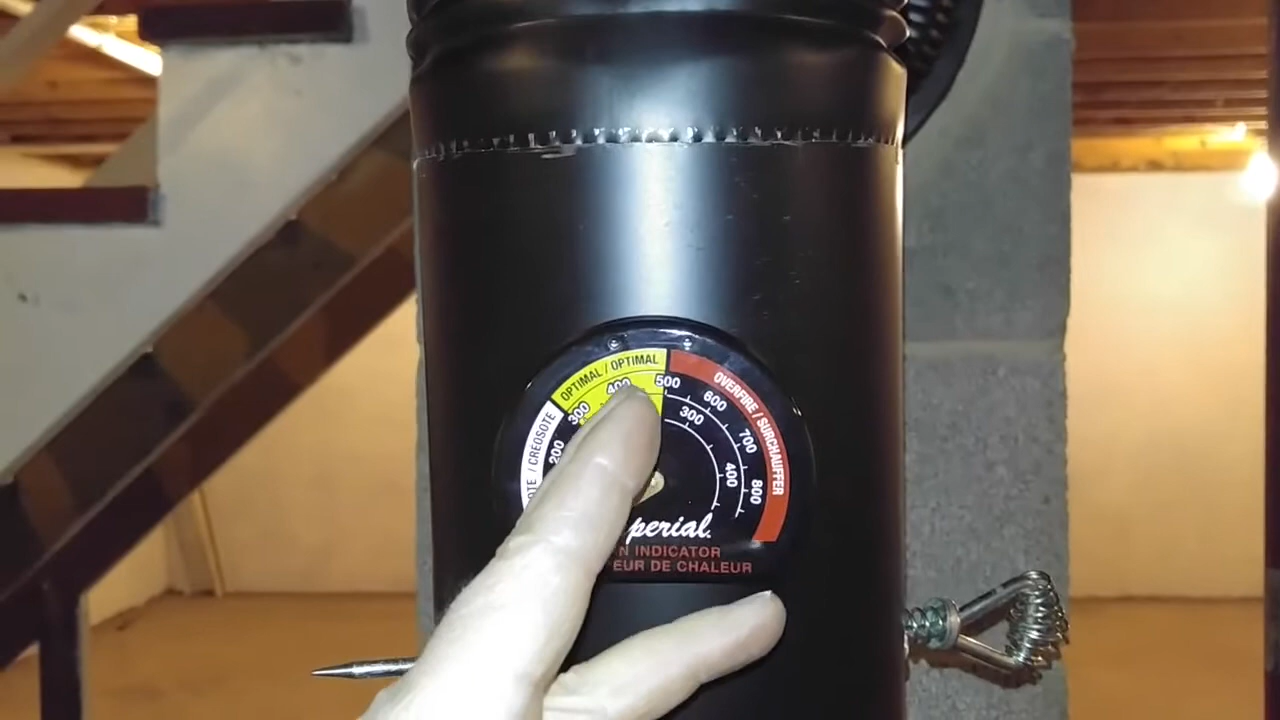 OPTIMAL / OPTIMAL
OVERFIRE / SURCHAUFFER
OTE / CREOSOTE
200
300
400
500
600
700
800
300
400
perial.
N INDICATOR
EUR DE CHALEUR